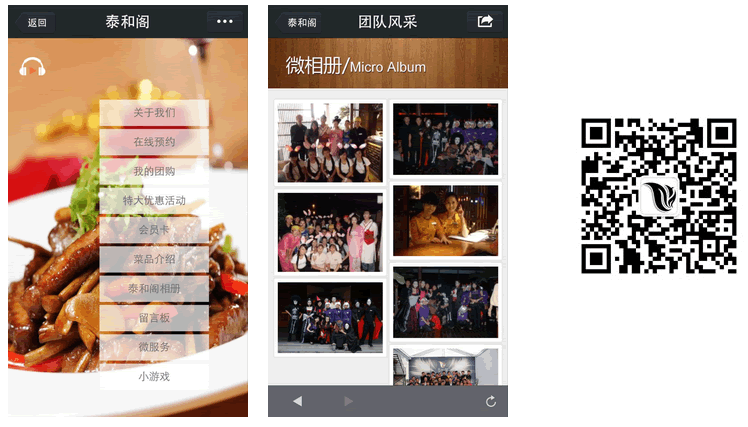 返回
泰和阁
关于我们
在线预约
我的团购
特大优惠活动
会员卡
菜品介绍
泰和阁相册
留言板
微服务
小游戏
泰和阁
团队风采
微相册/Micro Album